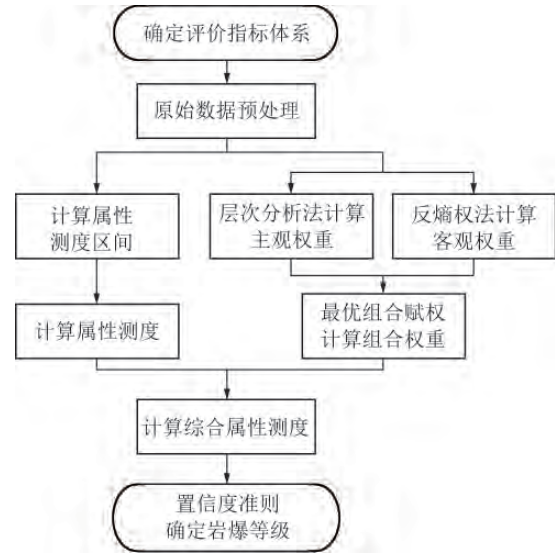 确定评价指标体系
原始数据预处理
计算属性
测度区间
层次分析法计算
主观权重
反熵权法计算
客观权重
计算属性测度
最优组合赋权
计算组合权重
计算综合属性测度
置信度准则
确定岩爆等级